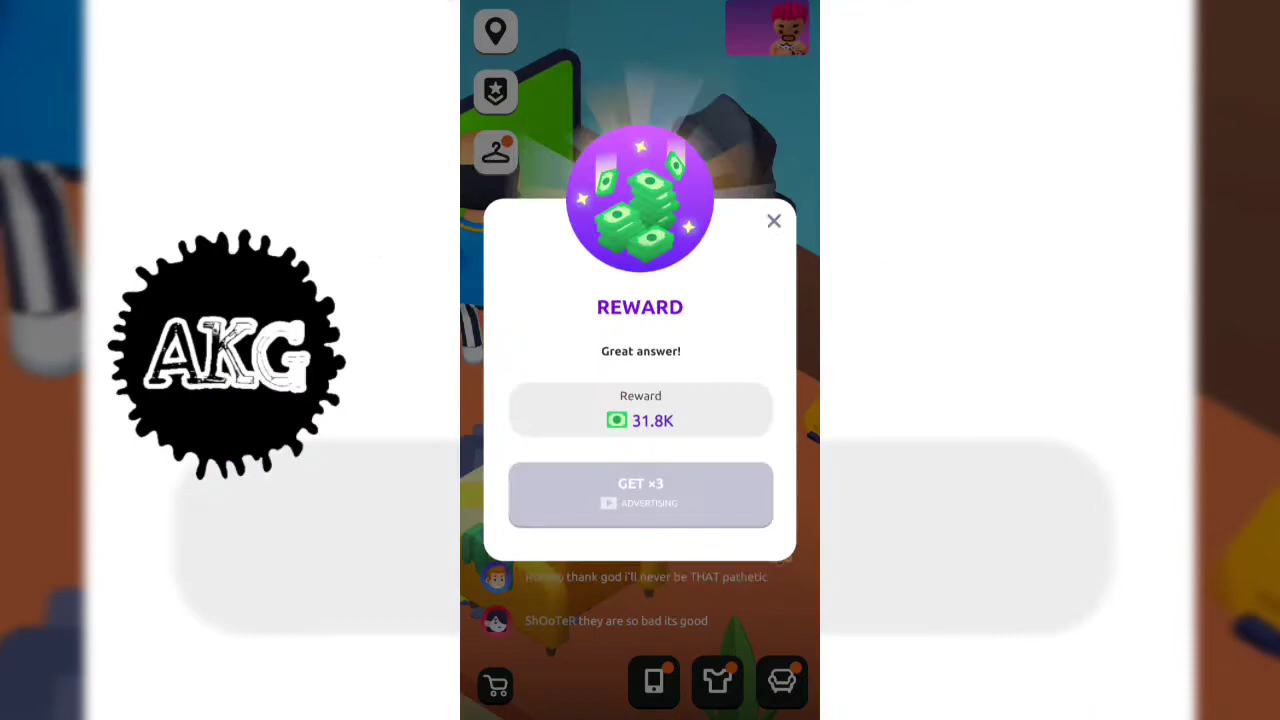 AKG
REWARD
Great answer!
Reward
31.8K
GET ×3
ADVERTISING
thank god i'll never be THAT pathetic
ShOoTeR they are so bad its good